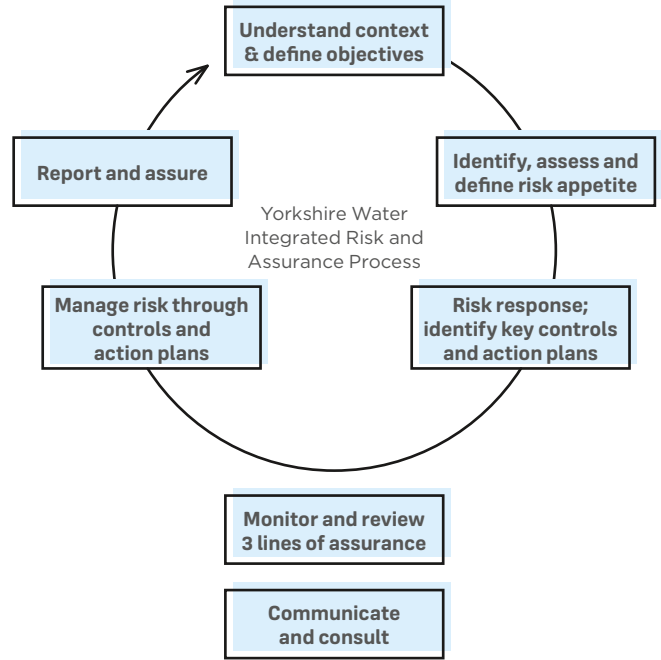 Understand context
& define objectives
Identify, assess and
define risk appetite
Risk response;
identify key controls
and action plans
Manage risk through
controls and
action plans
Report and assure
Yorkshire Water
Integrated Risk and
Assurance Process
Monitor and review
3 lines of assurance
Communicate
and consult